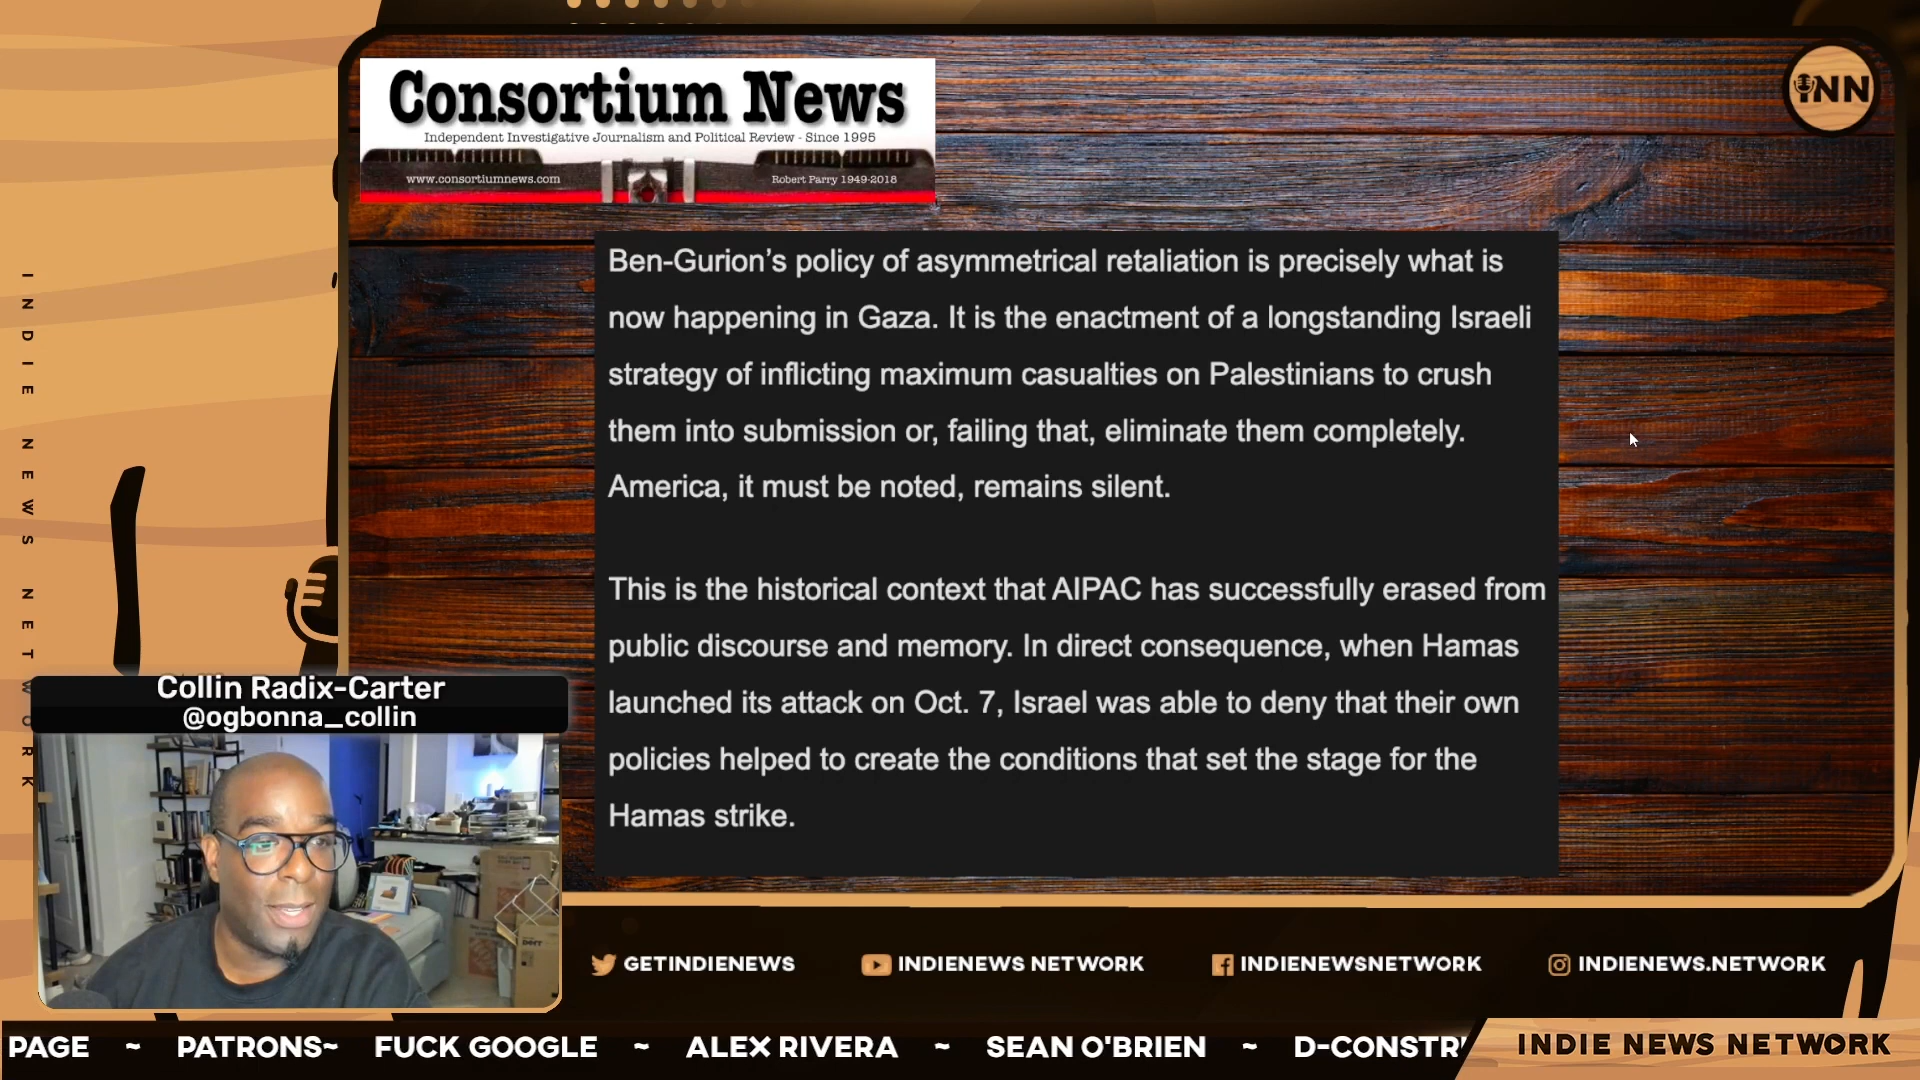 Consortium News
Independent Investigative Journalism and Political Review - Since 1995
www.consortiumnews.com
Robert Parry 1949-2018
iNN
Ben-Gurion’s policy of asymmetrical retaliation is precisely what is
now happening in Gaza. It is the enactment of a longstanding Israeli
strategy of inflicting maximum casualties on Palestinians to crush
them into submission or, failing that, eliminate them completely.
America, it must be noted, remains silent.
This is the historical context that AIPAC has successfully erased from
public discourse and memory. In direct consequence, when Hamas
launched its attack on Oct. 7, Israel was able to deny that their own
policies helped to create the conditions that set the stage for the
Hamas strike.
INDIE NEWS NETWORK
Collin Radix-Carter
@ogbonna_collin
GETINDIENEWS
INDIENEWS NETWORK
INDIENEWSNETWORK
INDIENEWS.NETWORK
PAGE ~ PATRONS~ FUCK GOOGLE ~ ALEX RIVERA ~ SEAN O'BRIEN ~ D-CONSTR
INDIE NEWS NETWORK